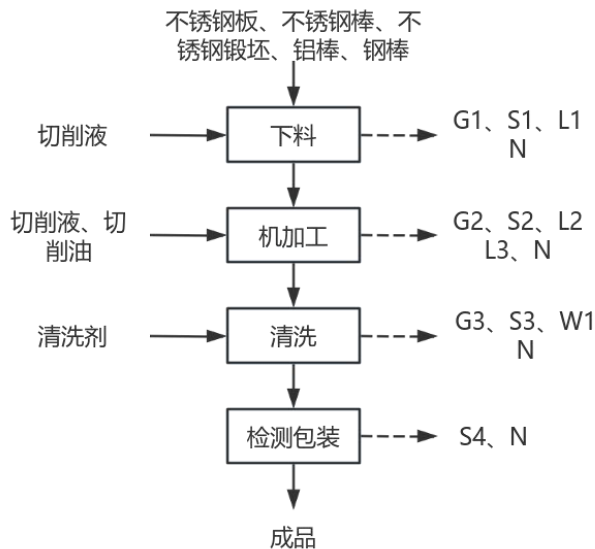 不锈钢板、不锈钢棒、不
锈钢锻坯、铝棒、钢棒
切削液
下料
G1、S1、L1
N
切削液、切
削油
机加工
G2、S2、L2
L3、N
清洗剂
清洗
G3、S3、W1
N
检测包装
S4、N
成品